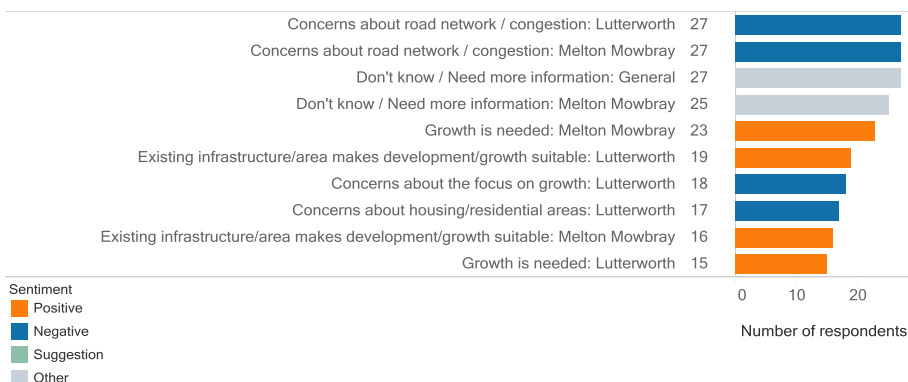 Concerns about road network / congestion: Lutterworth 27
Concerns about road network / congestion: Melton Mowbray 27
Don't know / Need more information: General 27
Don't know / Need more information: Melton Mowbray 25
Growth is needed: Melton Mowbray 23
Existing infrastructure/area makes development/growth suitable: Lutterworth 19
Concerns about the focus on growth: Lutterworth 18
Concerns about housing/residential areas: Lutterworth 17
Existing infrastructure/area makes development/growth suitable: Melton Mowbray 16
Growth is needed: Lutterworth 15
0 10 20
Number of respondents
Sentiment
Positive
Negative
Suggestion
Other